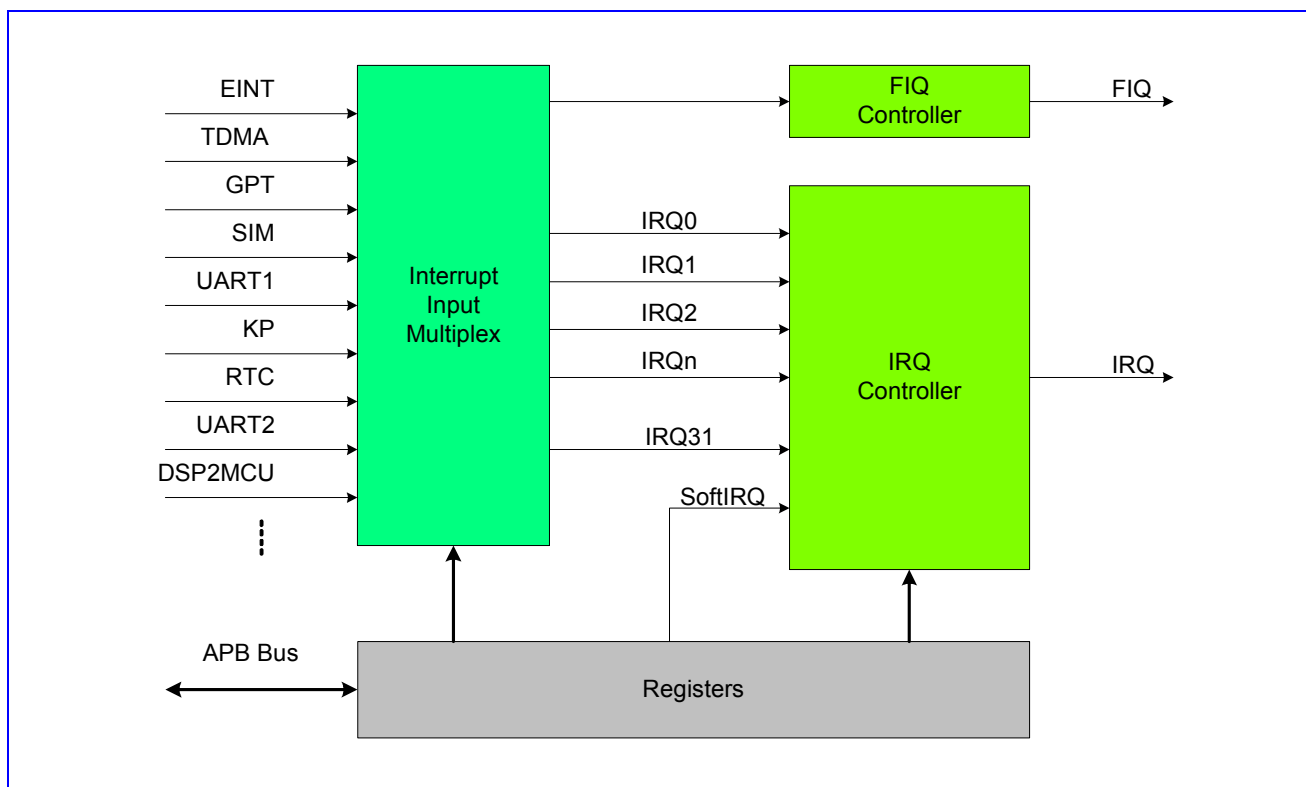 EINT
TDMA
GPT
SIM
UART1
KP
RTC
UART2
DSP2MCU
APB Bus
Interrupt
Input
Multiplex
IRQ0
IRQ1
IRQ2
IRQn
IRQ31
SoftIRQ
FIQ
Controller
IRQ
Controller
FIQ
IRQ
Registers